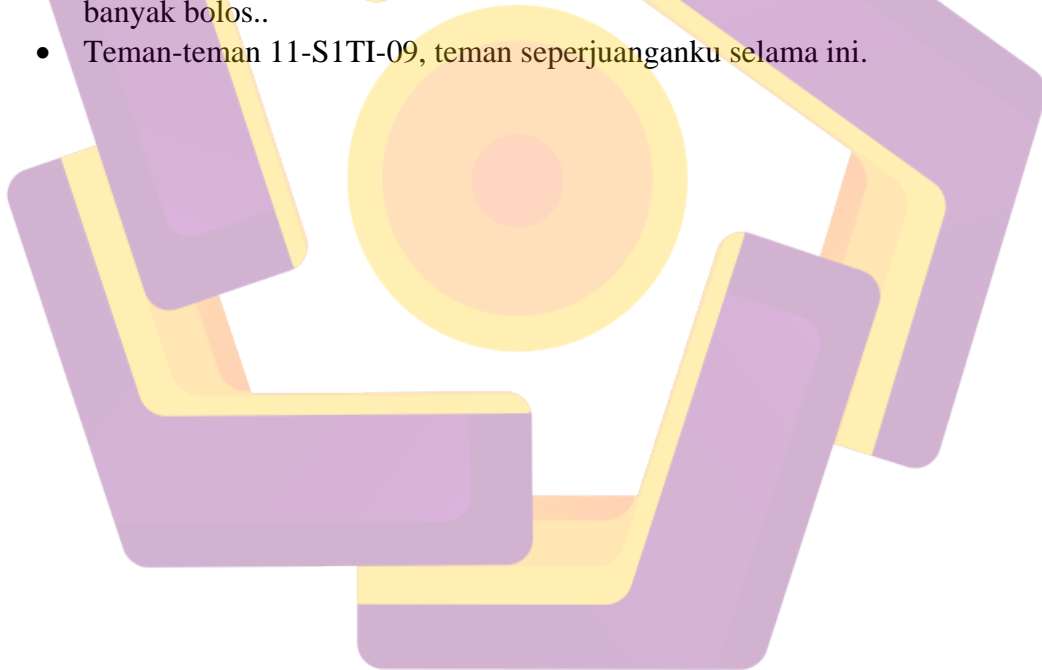 banyak bolos..
• Teman-teman 11-S1TI-09, teman seperjuanganku selama ini.